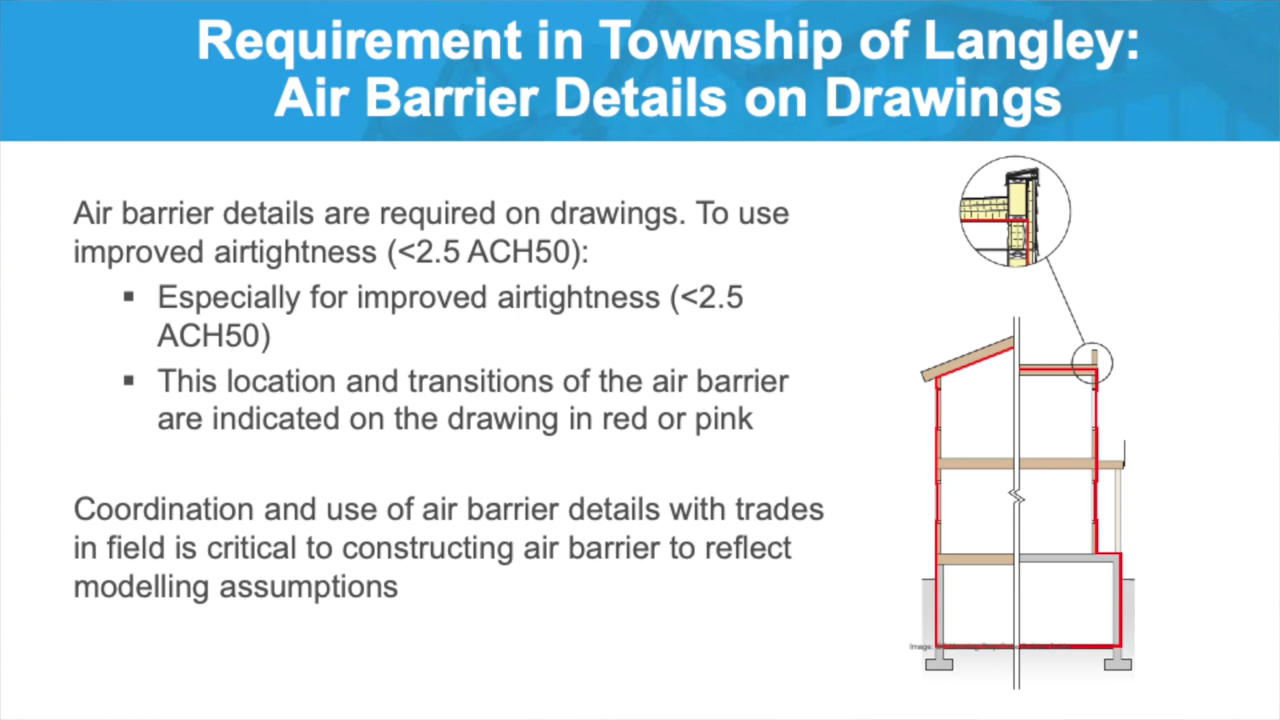 Requirement in Township of Langley:
Air Barrier Details on Drawings
Air barrier details are required on drawings. To use
improved airtightness (<2.5 ACH50):
▪ Especially for improved airtightness (<2.5
ACH50)
▪ This location and transitions of the air barrier
are indicated on the drawing in red or pink
Coordination and use of air barrier details with trades
in field is critical to constructing air barrier to reflect
modelling assumptions
Image: